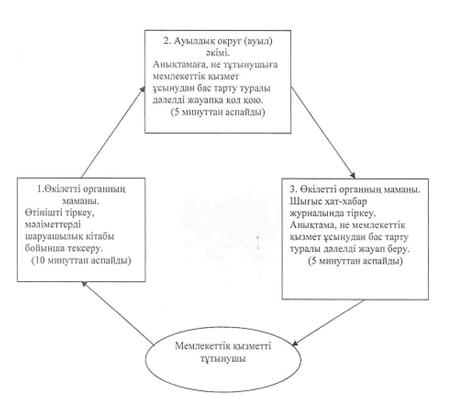 2. Ауылдық округ (ауыл)
әкімі.
Анықтамаға, не тұтынушыға
мемлекеттік қызмет
ұсынудан бас тарту туралы
дәлелді жауапқа қол қою.
(5 минуттан аспайды)
1.Өкілетті органның
маманы.
Өтінішті тіркеу,
мәліметтерді
шаруашылық кітабы
бойынша тексеру.
(10 минуттан аспайды)
3. Өкілетті органның маманы.
Шығыс хат-хабар
журналында тіркеу.
Анықтама, не мемлекеттік
қызмет ұсынудан бас тарту
туралы дәлелді жауап беру.
(5 минуттан аспайды)
Мемлекеттік қызметті
тұтынушы